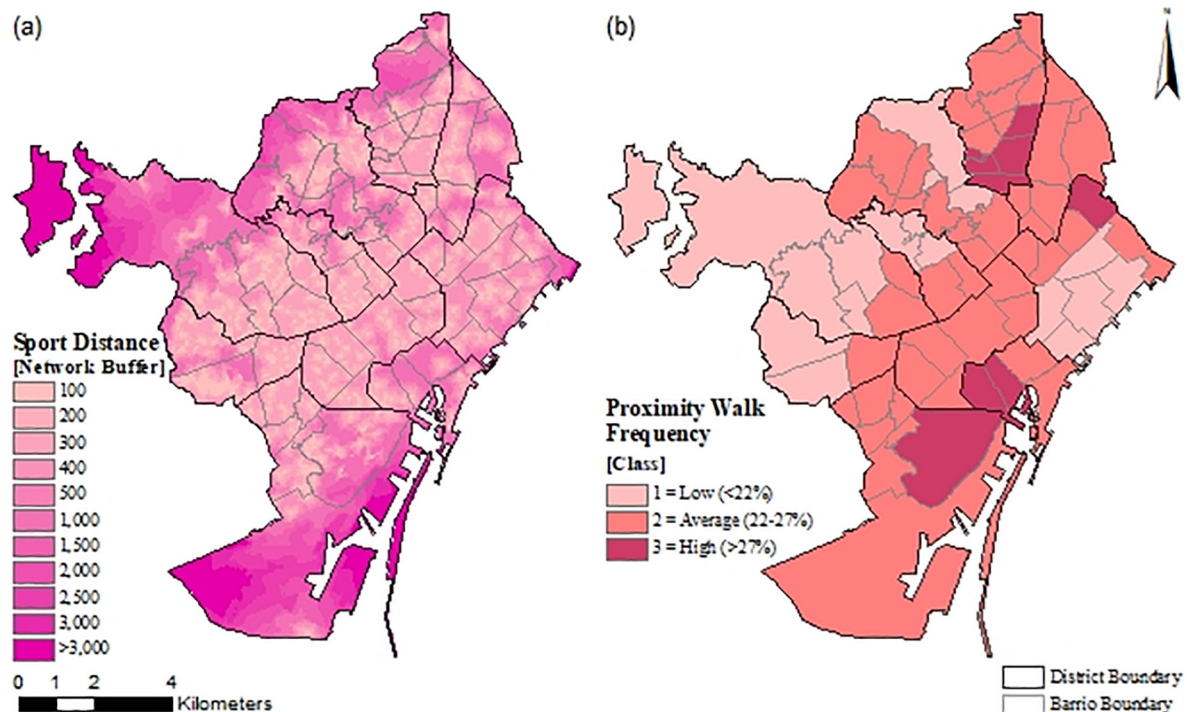 (a)
(b)
N
Sport Distance
[Network Buffer]
100
200
300
400
500
1,000
1,500
2,000
2,500
3,000
>3,000
0 1 2 4
Kilometers
Proximity Walk
Frequency
[Class]
1 = Low (<22%)
2 = Average (22-27%)
3 = High (>27%)
District Boundary
Barrio Boundary